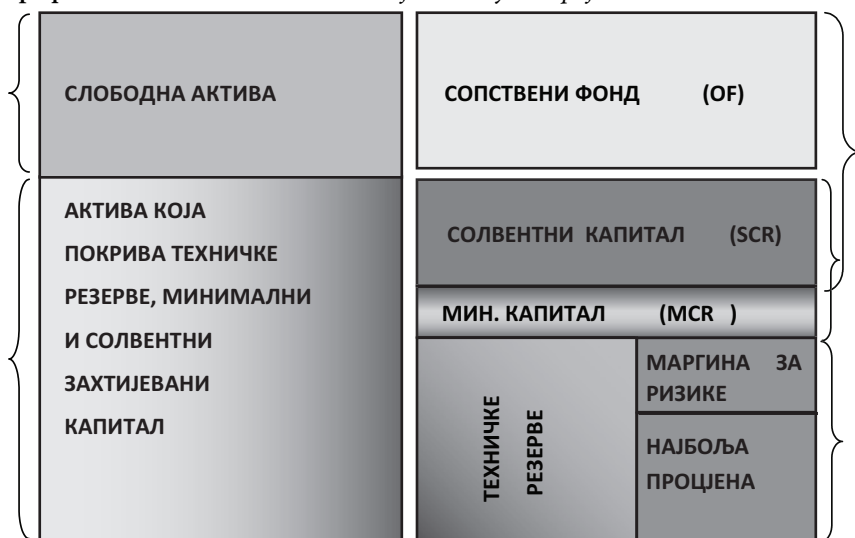 СЛОБОДНА АКТИВА
АКТИВА КОЈА
ПОКРИВА ТЕХНИЧКЕ
РЕЗЕРВЕ, МИНИМАЛНИ
И СОЛВЕНТНИ
ЗАХТИЈЕВАНИ
КАПИТАЛ
СОПСТВЕНИ ФОНД (OF)
СОЛВЕНТНИ КАПИТАЛ (SCR)
МИН. КАПИТАЛ (MCR )
ТЕХНИЧКЕ
РЕЗЕРВЕ
МАРГИНА ЗА
РИЗИКЕ
НАЈБОЉА
ПРОЦЈЕНА